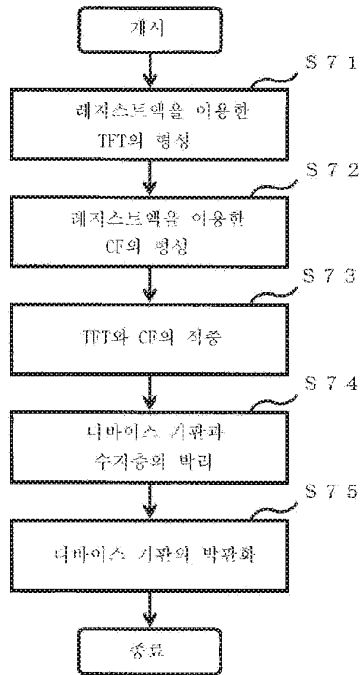 개시
S71
레지스트액을 이용한
TFT의 형성
S72
레지스트액을 이용한
CF의 형성
S73
TFT와 CF의 적층
S74
디바이스 기판과
수지층의 박리
S75
디바이스 기판의 박판화
종료